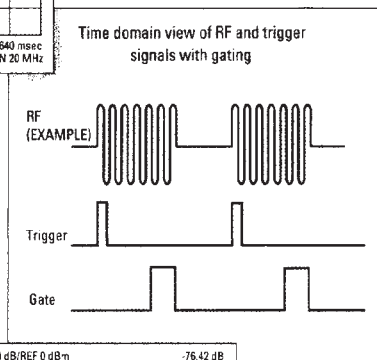 640 msec
N 20 MHz
Time domain view of RF and trigger
signals with gating
RF
(EXAMPLE)
Trigger
Gate
0 dB/REF 0 dBm
-76.42 dB